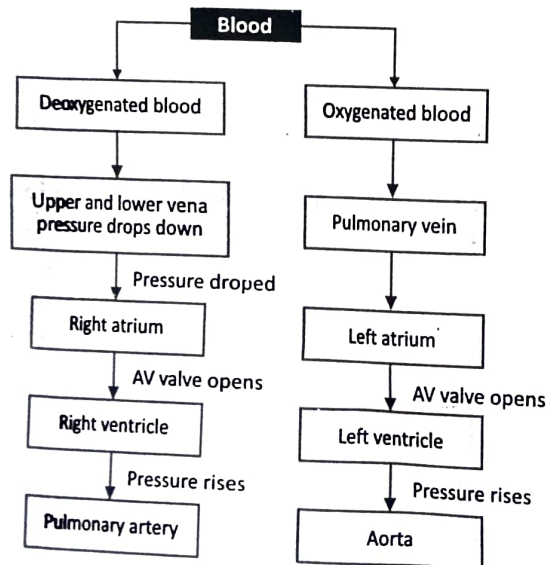 Blood
Deoxygenated blood
Upper and lower vena
pressure drops down
Pressure droped
Right atrium
AV valve opens
Right ventricle
Pressure rises
Pulmonary artery
Oxygenated blood
Pulmonary vein
Left atrium
AV valve opens
Left ventricle
Pressure rises
Aorta